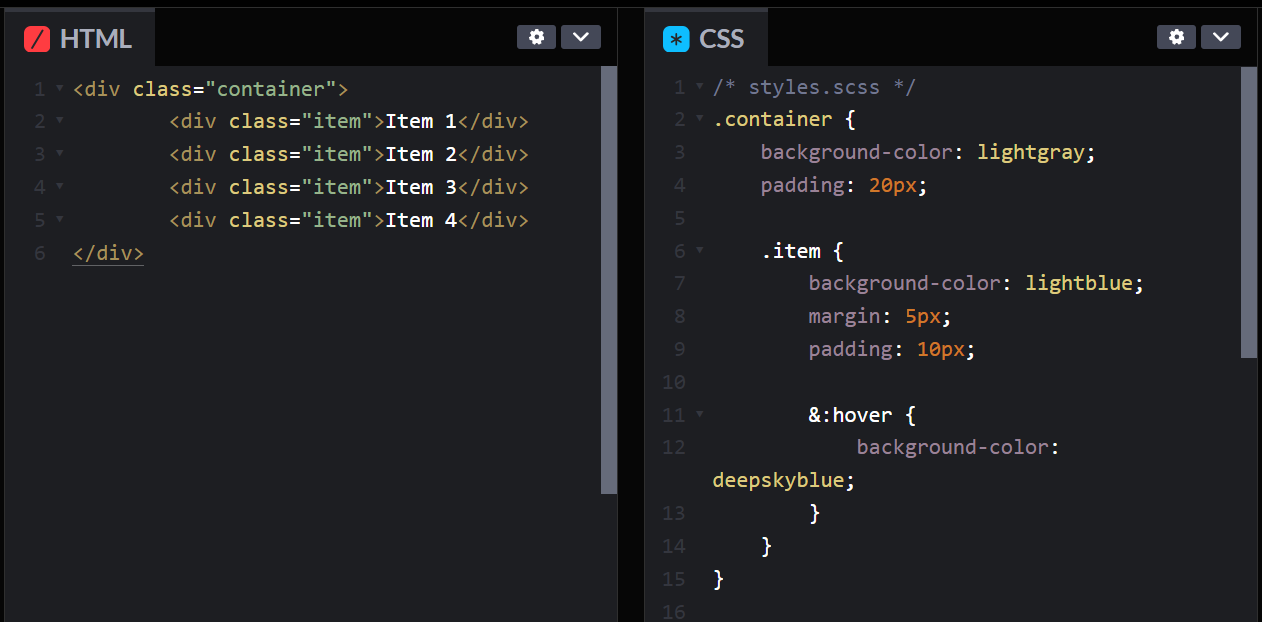 HTML
1 <div class="container">
2         <div class="item">Item 1</div>
3         <div class="item">Item 2</div>
4         <div class="item">Item 3</div>
5         <div class="item">Item 4</div>
6 </div>
CSS
1 /* styles.scss */
2 .container {
3     background-color: lightgray;
4     padding: 20px;
5
6     .item {
7         background-color: lightblue;
8         margin: 5px;
9         padding: 10px;
10
11         &:hover {
12             background-color:
deepskyblue;
13         }
14     }
15 }
16